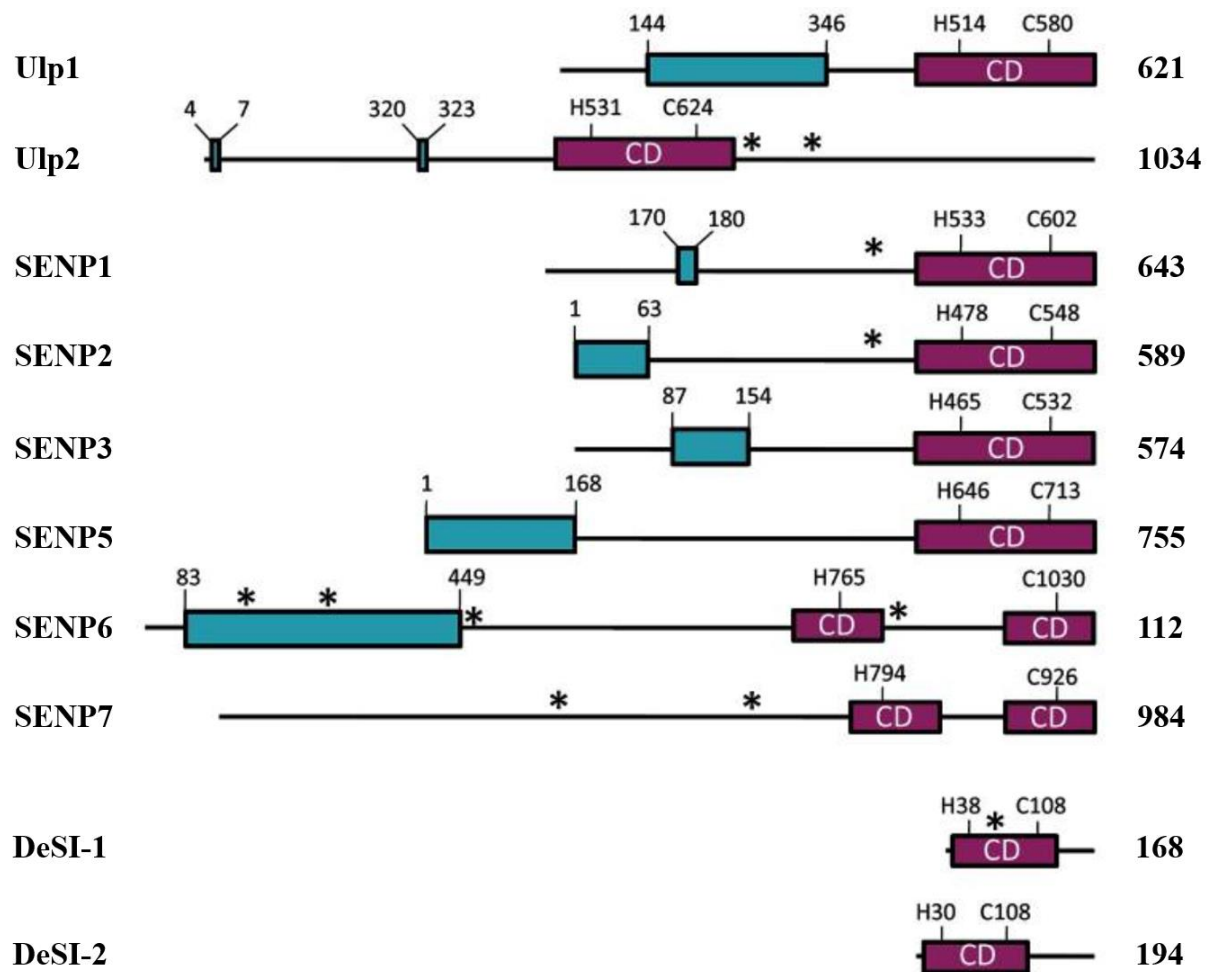 144 346 H514 C580
Ulp1 CD 621
4 7 320 323 H531 C624
Ulp2 CD * * 1034
170 180 * H533 C602
SENP1 CD 643
1 63 * H478 C548
SENP2 CD 589
87 154 H465 C532
SENP3 CD 574
1 168 H646 C713
SENP5 CD 755
83 * * 449 * H765 * C1030
SENP6 CD CD 112
* * H794 C926
SENP7 CD CD 984
H38 * C108
DeSI-1 CD 168
H30 C108
DeSI-2 CD 194